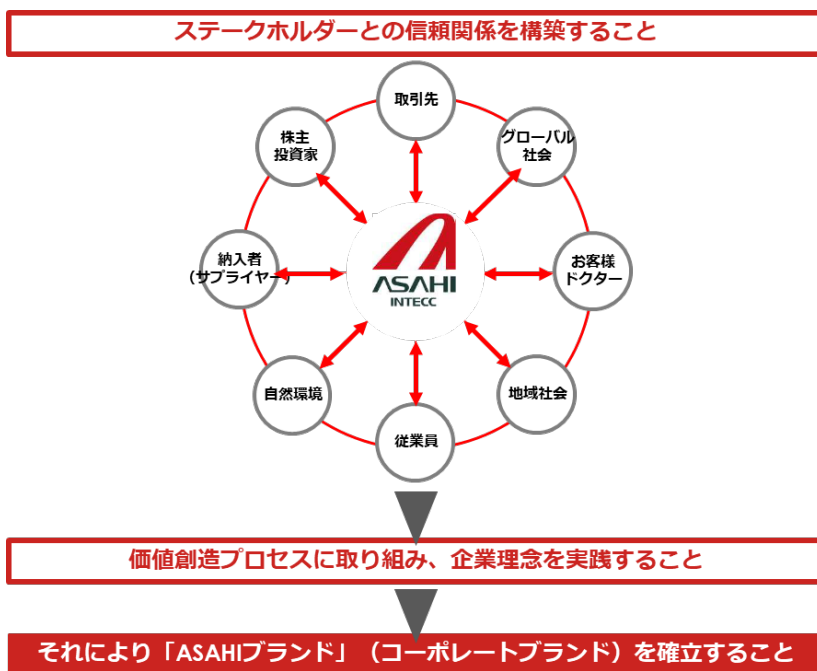 ステークホルダーとの信頼関係を構築すること
取引先
グローバル
社会
お客様
ドクター
地域社会
従業員
自然環境
納入者
(サプライヤー)
株主
投資家
ASAHI
INTECC
価値創造プロセスに取り組み、企業理念を実践すること
それにより「ASAHIブランド」(コーポレートブランド)を確立すること